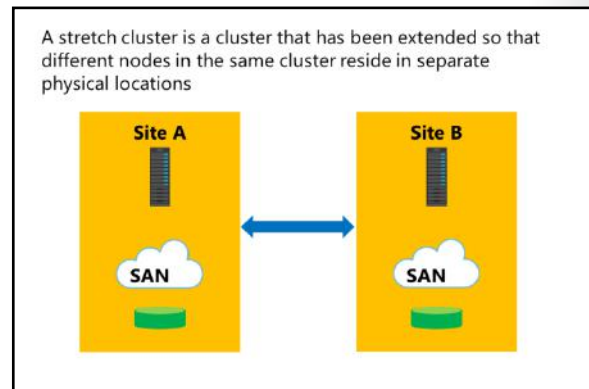 A stretch cluster is a cluster that has been extended so that
different nodes in the same cluster reside in separate
physical locations
Site A
Site B
SAN
SAN